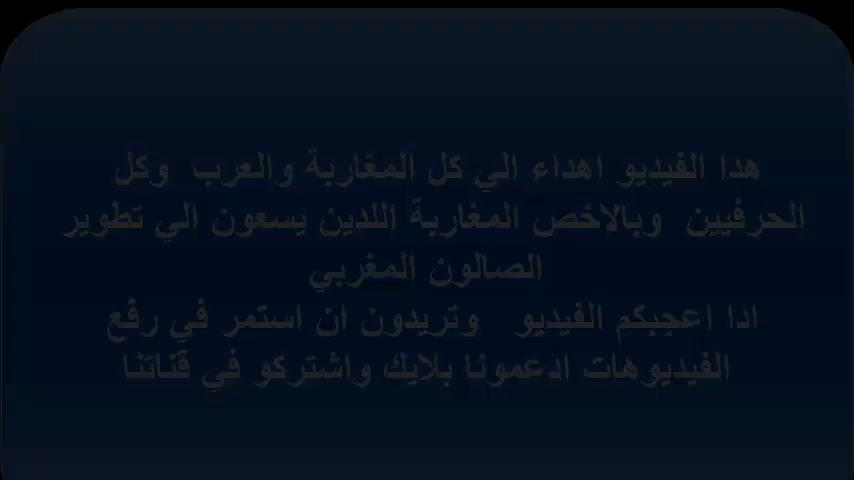 هدا الفيديو اهداء الي كل المغاربة والعرب وكل
الحرفيين وبالاخص المغاربة اللدين يسعون الي تطوير
الصالون المغربي
ادا اعجبكم الفيديو وتريدون ان استمر في رفع
الفيديوهات ادعمونا بلايك واشتركو في قناتنا